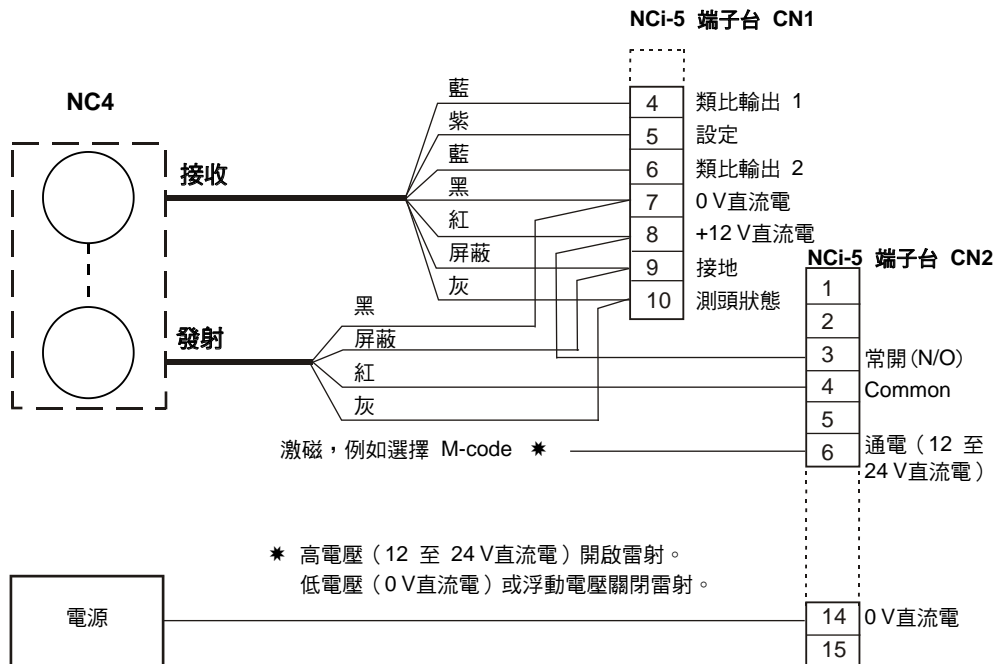 NCi-5 端子台 CN1
NC4
接收
藍
紫
藍
黑
紅
屏蔽
灰
4 類比輸出 1
5 設定
6 類比輸出 2
7 0 V直流電
8 +12 V直流電
9 接地
10 測頭狀態
NCi-5 端子台 CN2
發射
黑
屏蔽
紅
灰
1
2
3 常開(N/O)
4 Common
5
6 通電（12 至
24 V直流電）
激磁，例如選擇 M-code ✷
✷ 高電壓（12 至 24 V直流電）開啟雷射。
低電壓（0 V直流電）或浮動電壓關閉雷射。
電源
14 0 V直流電
15